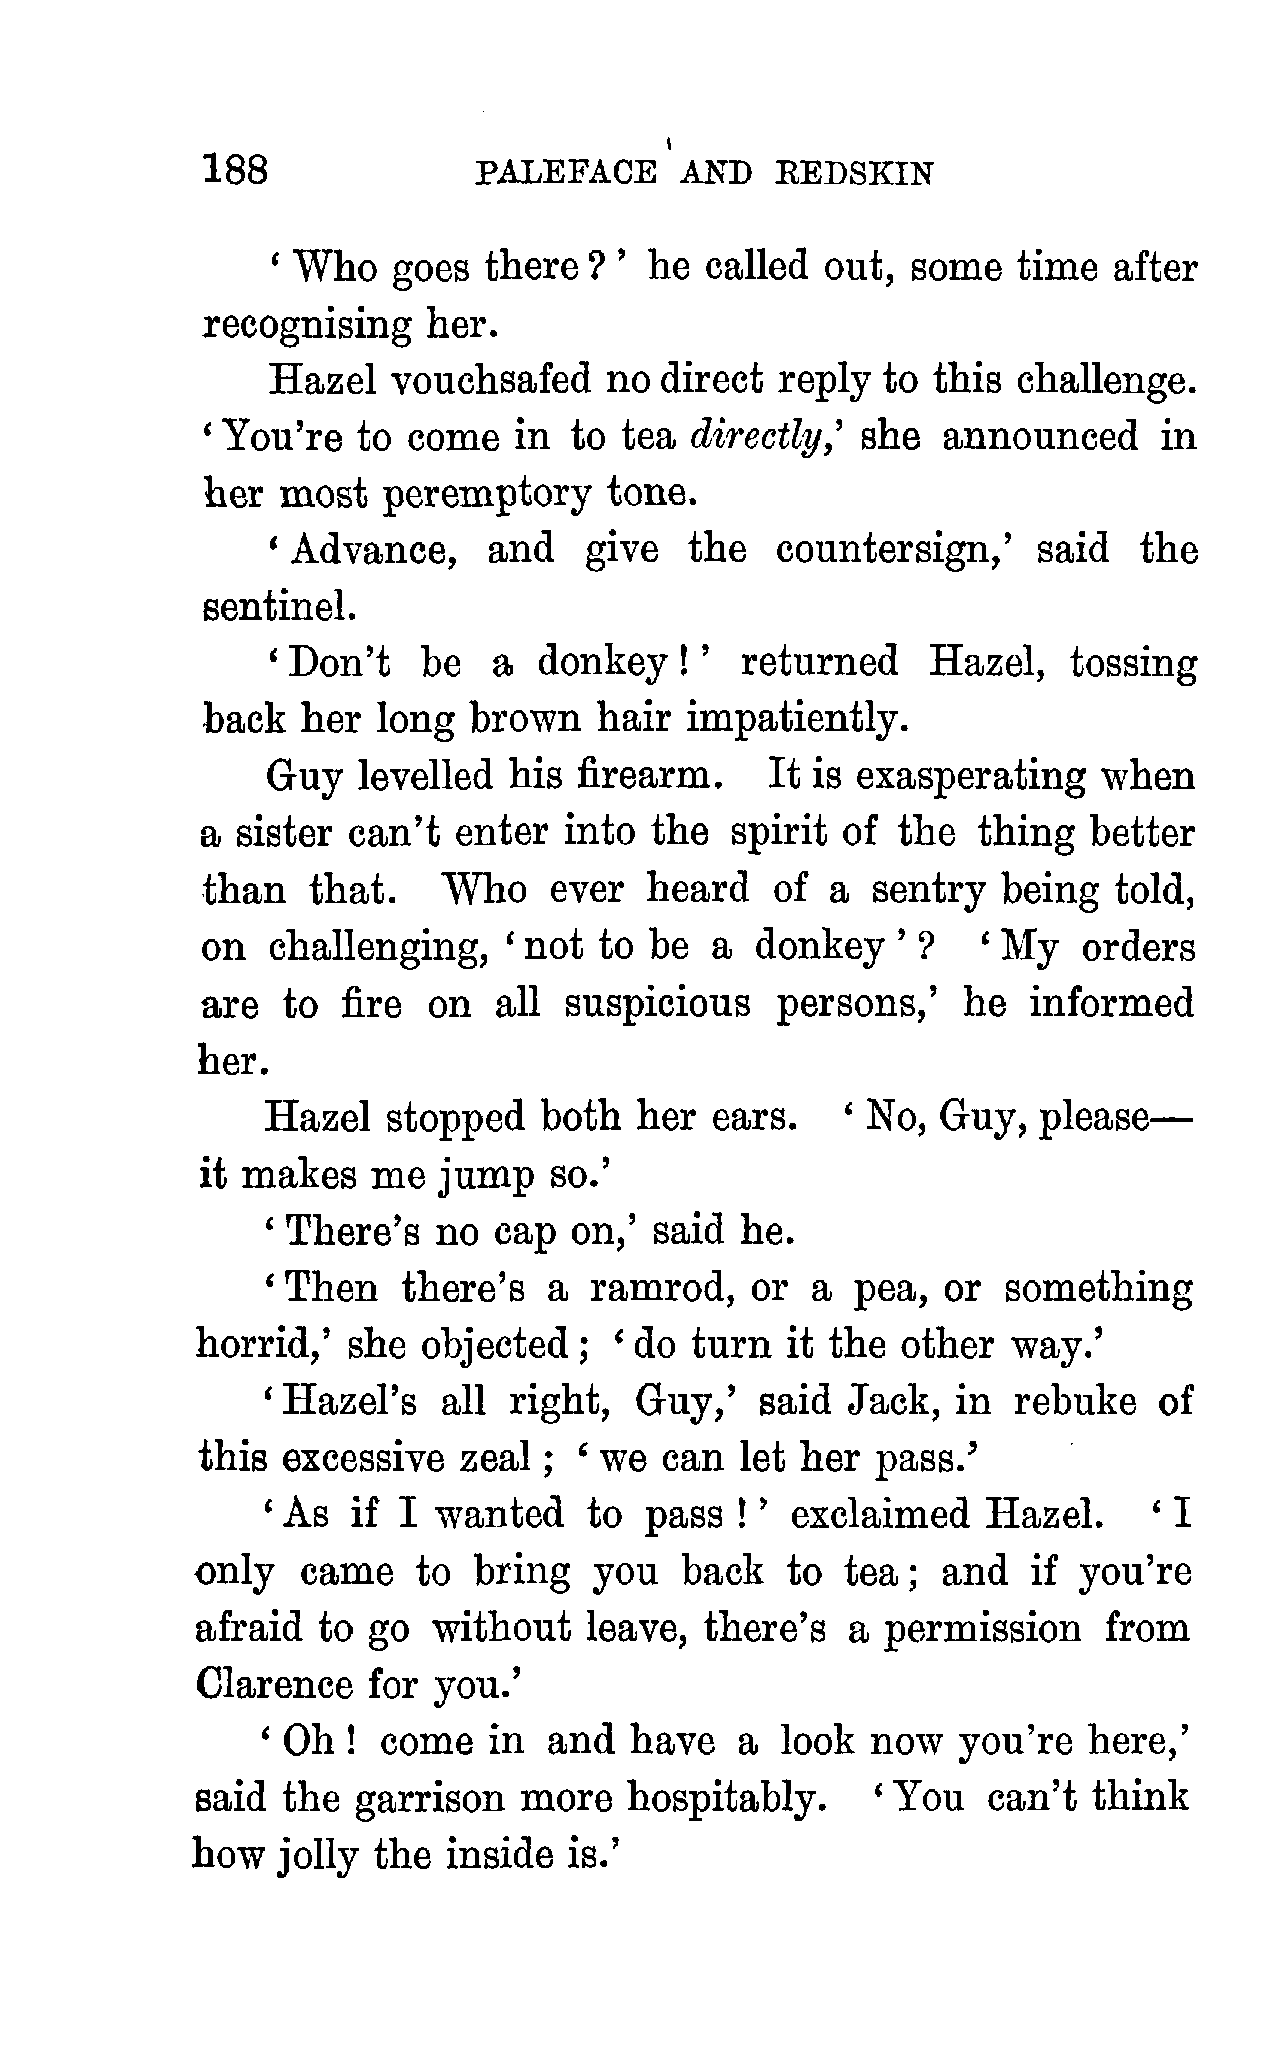 188 PALEFACE AND REDSKIN
‘Who goes there?’ he called out, some time after
recognising her.
Hazel vouchsafed no direct reply to this challenge.
‘You're to come in to tea directly,’ she announced in
her most peremptory tone.
‘Advance, and give the countersign,’ said the
sentinel.
‘Don't be a donkey!’ returned Hazel, tossing
back her long brown hair impatiently.
Guy levelled his firearm. It is exasperating when
a sister can't enter into the spirit of the thing better
than that. Who ever heard of a sentry being told,
on challenging, ‘not to be a donkey’? ‘My orders
are to fire on all suspicious persons,’ he informed
her.
Hazel stopped both her ears. ‘No, Guy, please—
it makes me jump so.’
‘There's no cap on,’ said he.
‘Then there's a ramrod, or a pea, or something
horrid,’ she objected; ‘do turn it the other way.’
‘Hazel's all right, Guy,’ said Jack, in rebuke of
this excessive zeal; ‘we can let her pass.’
‘As if I wanted to pass!’ exclaimed Hazel. ‘I
only came to bring you back to tea; and if you're
afraid to go without leave, there's a permission from
Clarence for you.’
‘Oh! come in and have a look now you're here,’
said the garrison more hospitably. ‘You can't think
how jolly the inside is.’